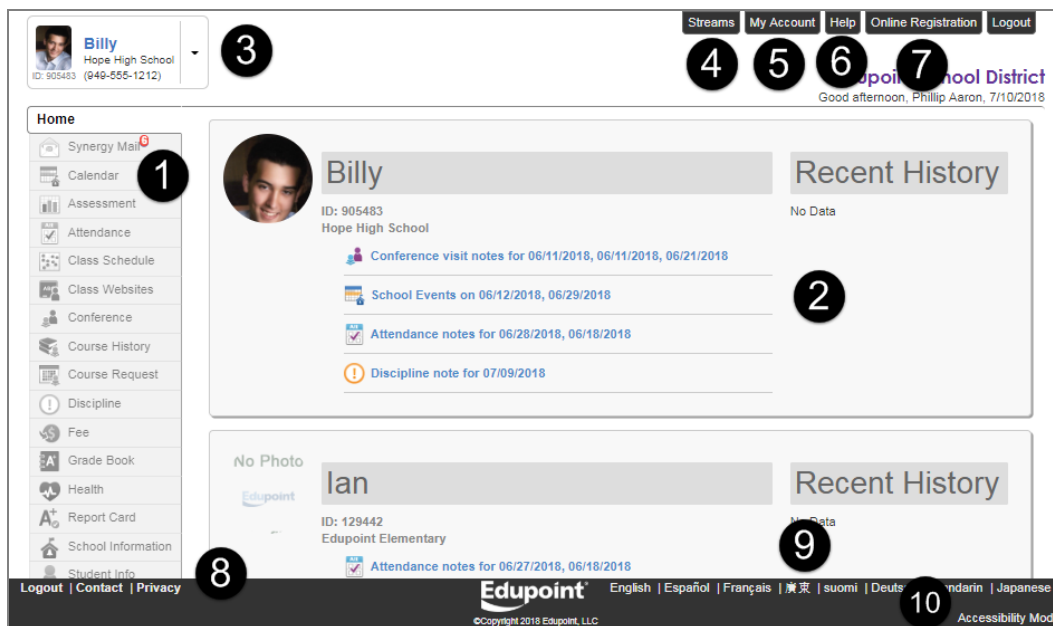 Streams My Account Help Online Registration Logout
Billy
Hope High School
ID: 905483 (949-555-1212)
3
4 5 6 7
School District
Good afternoon, Phillip Aaron, 7/10/2018
Home
Synergy Mail 6
Calendar
1
Assessment
Attendance
Class Schedule
Class Websites
Conference
Course History
Course Request
Discipline
Fee
Grade Book
Health
Report Card
School Information
Student Info
Billy
ID: 905483
Hope High School
Conference visit notes for 06/11/2018, 06/11/2018, 06/21/2018
School Events on 06/12/2018, 06/29/2018
Attendance notes for 06/28/2018, 06/18/2018
Discipline note for 07/09/2018
Recent History
No Data
2
No Photo
Edupoint
Ian
ID: 129442
Edupoint Elementary
Attendance notes for 06/27/2018, 06/18/2018
Recent History
No Data
9
8
Logout | Contact | Privacy
Edupoint
©Copyright 2018 Edupoint, LLC
English | Español | Français | 廣東 | suomi | Deuts ndarin | Japanese
10
Accessibility Mod